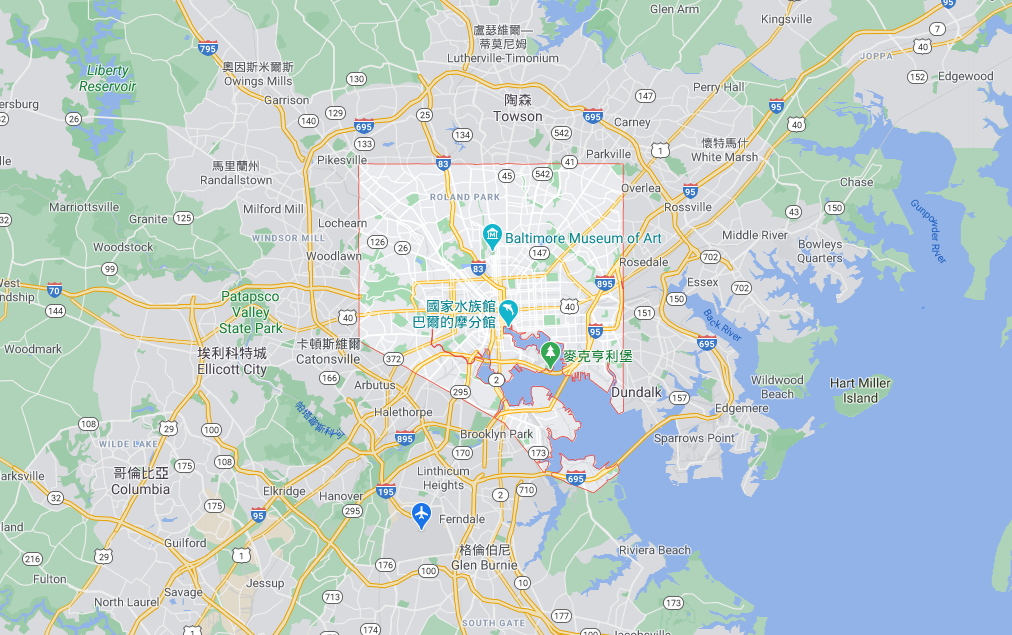 Glen Arm
Kingsville
95
7
盧瑟維爾—
蒂莫尼姆
Lutherville-Timonium
40
795
JOPPA
奧因斯米爾斯
Owings Mills
Liberty
Reservoir
130
152
Edgewood
Perry Hall
ersburg
Garrison
陶森
Towson
147
95
26
140
129
25
695
Carney
40
695
134
542
133
懷特馬什
White Marsh
1
Pikesville
83
41
Parkville
馬里蘭州
Randallstown
45
542
Overlea
95
Chase
ROLAND PARK
Marriottsville
Milford Mill
Rossville
43
150
32
Granite
125
Lochearn
Gunpowder River
WINDSOR MILL
126
26
Baltimore Museum of Art
Middle River
Bowleys
Quarters
Woodstock
Woodlawn
147
Rosedale
702
99
83
895
Essex
702
West
ndship
70
Patapsco
Valley
State Park
國家水族館
巴爾的摩分館
40
150
144
40
151
Back River
95
695
Woodmark
埃利科特城
Ellicott City
卡頓斯維爾
Catonsville
372
麥克亨利堡
166
Arbutus
2
295
Dundalk
157
Wildwood
Beach
Hart Miller
Island
Edgemere
Halethorpe
帕塔普斯科河
108
29
100
895
Brooklyn Park
Sparrows Point
WILDE LAKE
170
173
175
108
哥倫比亞
Columbia
Linthicum
Heights
695
arksville
32
Elkridge
Hanover
195
2
710
175
95
295
Ferndale
land
Guilford
1
格倫伯尼
Glen Burnie
Riviera Beach
216
29
176
100
Fulton
Jessup
10
Savage
North Laurel
713
173
177
1
174
SOUTH GATE
100
Jacobsville